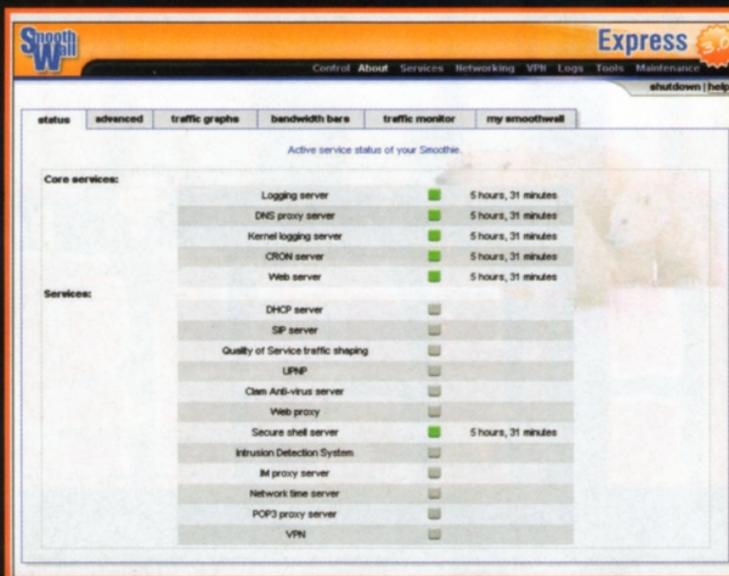 Smooth Wall
Express 3.0
Control About Services Networking VPN Logs Tools Maintenance
shutdown | help
status advanced traffic graphs bandwidth bars traffic monitor my smoothwall
Active service status of your Smoothie.
Core services:
Logging server 5 hours, 31 minutes
DNS proxy server 5 hours, 31 minutes
Kernel logging server 5 hours, 31 minutes
CRON server 5 hours, 31 minutes
Web server 5 hours, 31 minutes
Services:
DHCP server
SIP server
Quality of Service traffic shaping
UPNP
Clam Anti-virus server
Web proxy
Secure shell server 5 hours, 31 minutes
Intrusion Detection System
IM proxy server
Network time server
POP3 proxy server
VPN